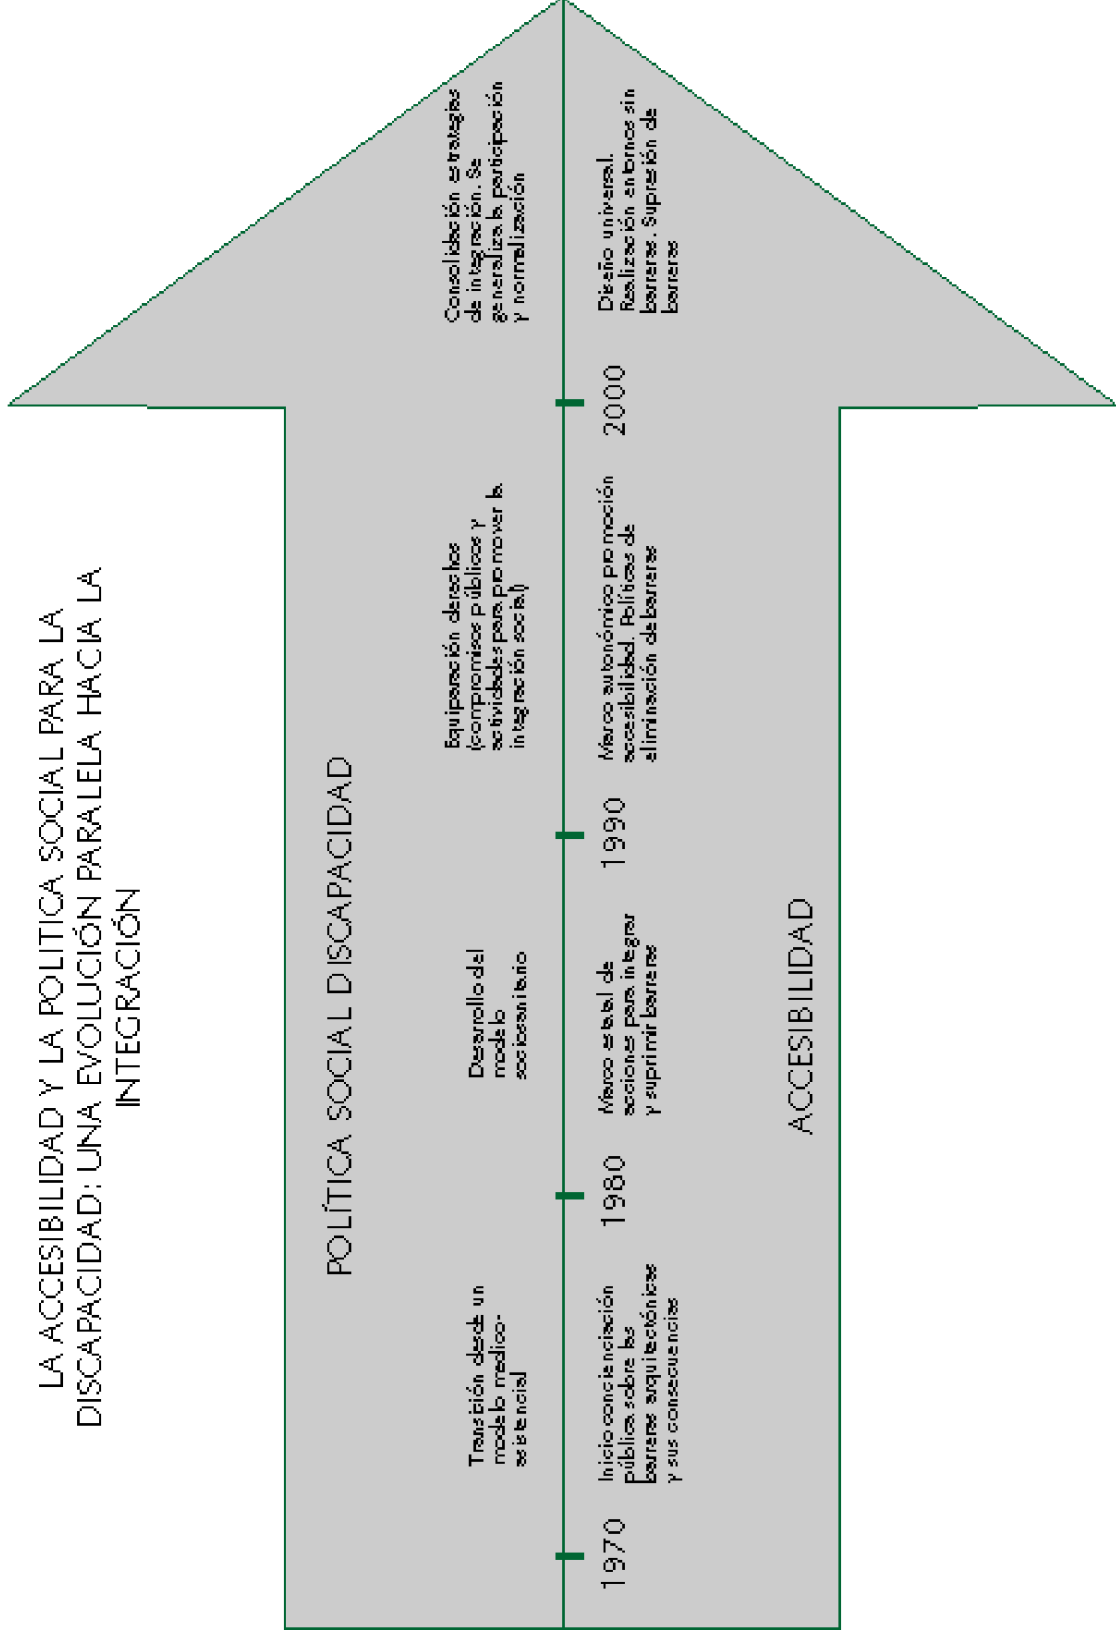 LA ACCESIBILIDAD Y LA POLITICA SOCIAL PARA LA
DISCAPACIDAD: UNA EVOLUCIÓN PARALELA HACIA LA
INTEGRACIÓN
POLÍTICA SOCIAL DISCAPACIDAD
Transición desde un
modelo medico-
asistencial
Desarrollo del
modelo
sociosanitario
Equiparación derechos
(compromisos públicos y
actividades para promover la
integración social)
Consolidación estrategias
de integración. Se
generaliza la participación
y normalización
1970
Inicio concienciación
pública sobre las
barreras arquitectónicas
y sus consecuencias
1980
Marco estatal de
acciones para integrar
y suprimir barreras
1990
Marco autonómico promoción
accesibilidad. Políticas de
eliminación de barreras
2000
Diseño universal.
Realización entornos sin
barreras. Supresión de
barreras
ACCESIBILIDAD